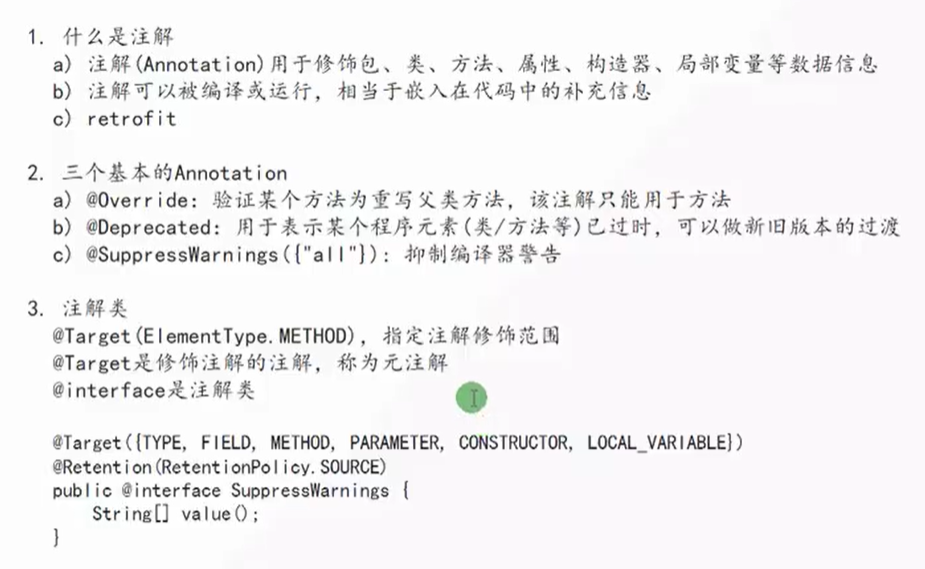 1. 什么是注解
a) 注解(Annotation)用于修饰包、类、方法、属性、构造器、局部变量等数据信息
b) 注解可以被编译或运行，相当于嵌入在代码中的补充信息
c) retrofit
2. 三个基本的Annotation
a) @Override: 验证某个方法为重写父类方法，该注解只能用于方法
b) @Deprecated: 用于表示某个程序元素(类/方法等)已过时，可以做新旧版本的过渡
c) @SuppressWarnings({"all"}): 抑制编译器警告
3. 注解类
@Target(ElementType.METHOD), 指定注解修饰范围
@Target是修饰注解的注解，称为元注解
@interface是注解类
@Target({TYPE, FIELD, METHOD, PARAMETER, CONSTRUCTOR, LOCAL_VARIABLE})
@Retention(RetentionPolicy.SOURCE)
public @interface SuppressWarnings {
String[] value();
}